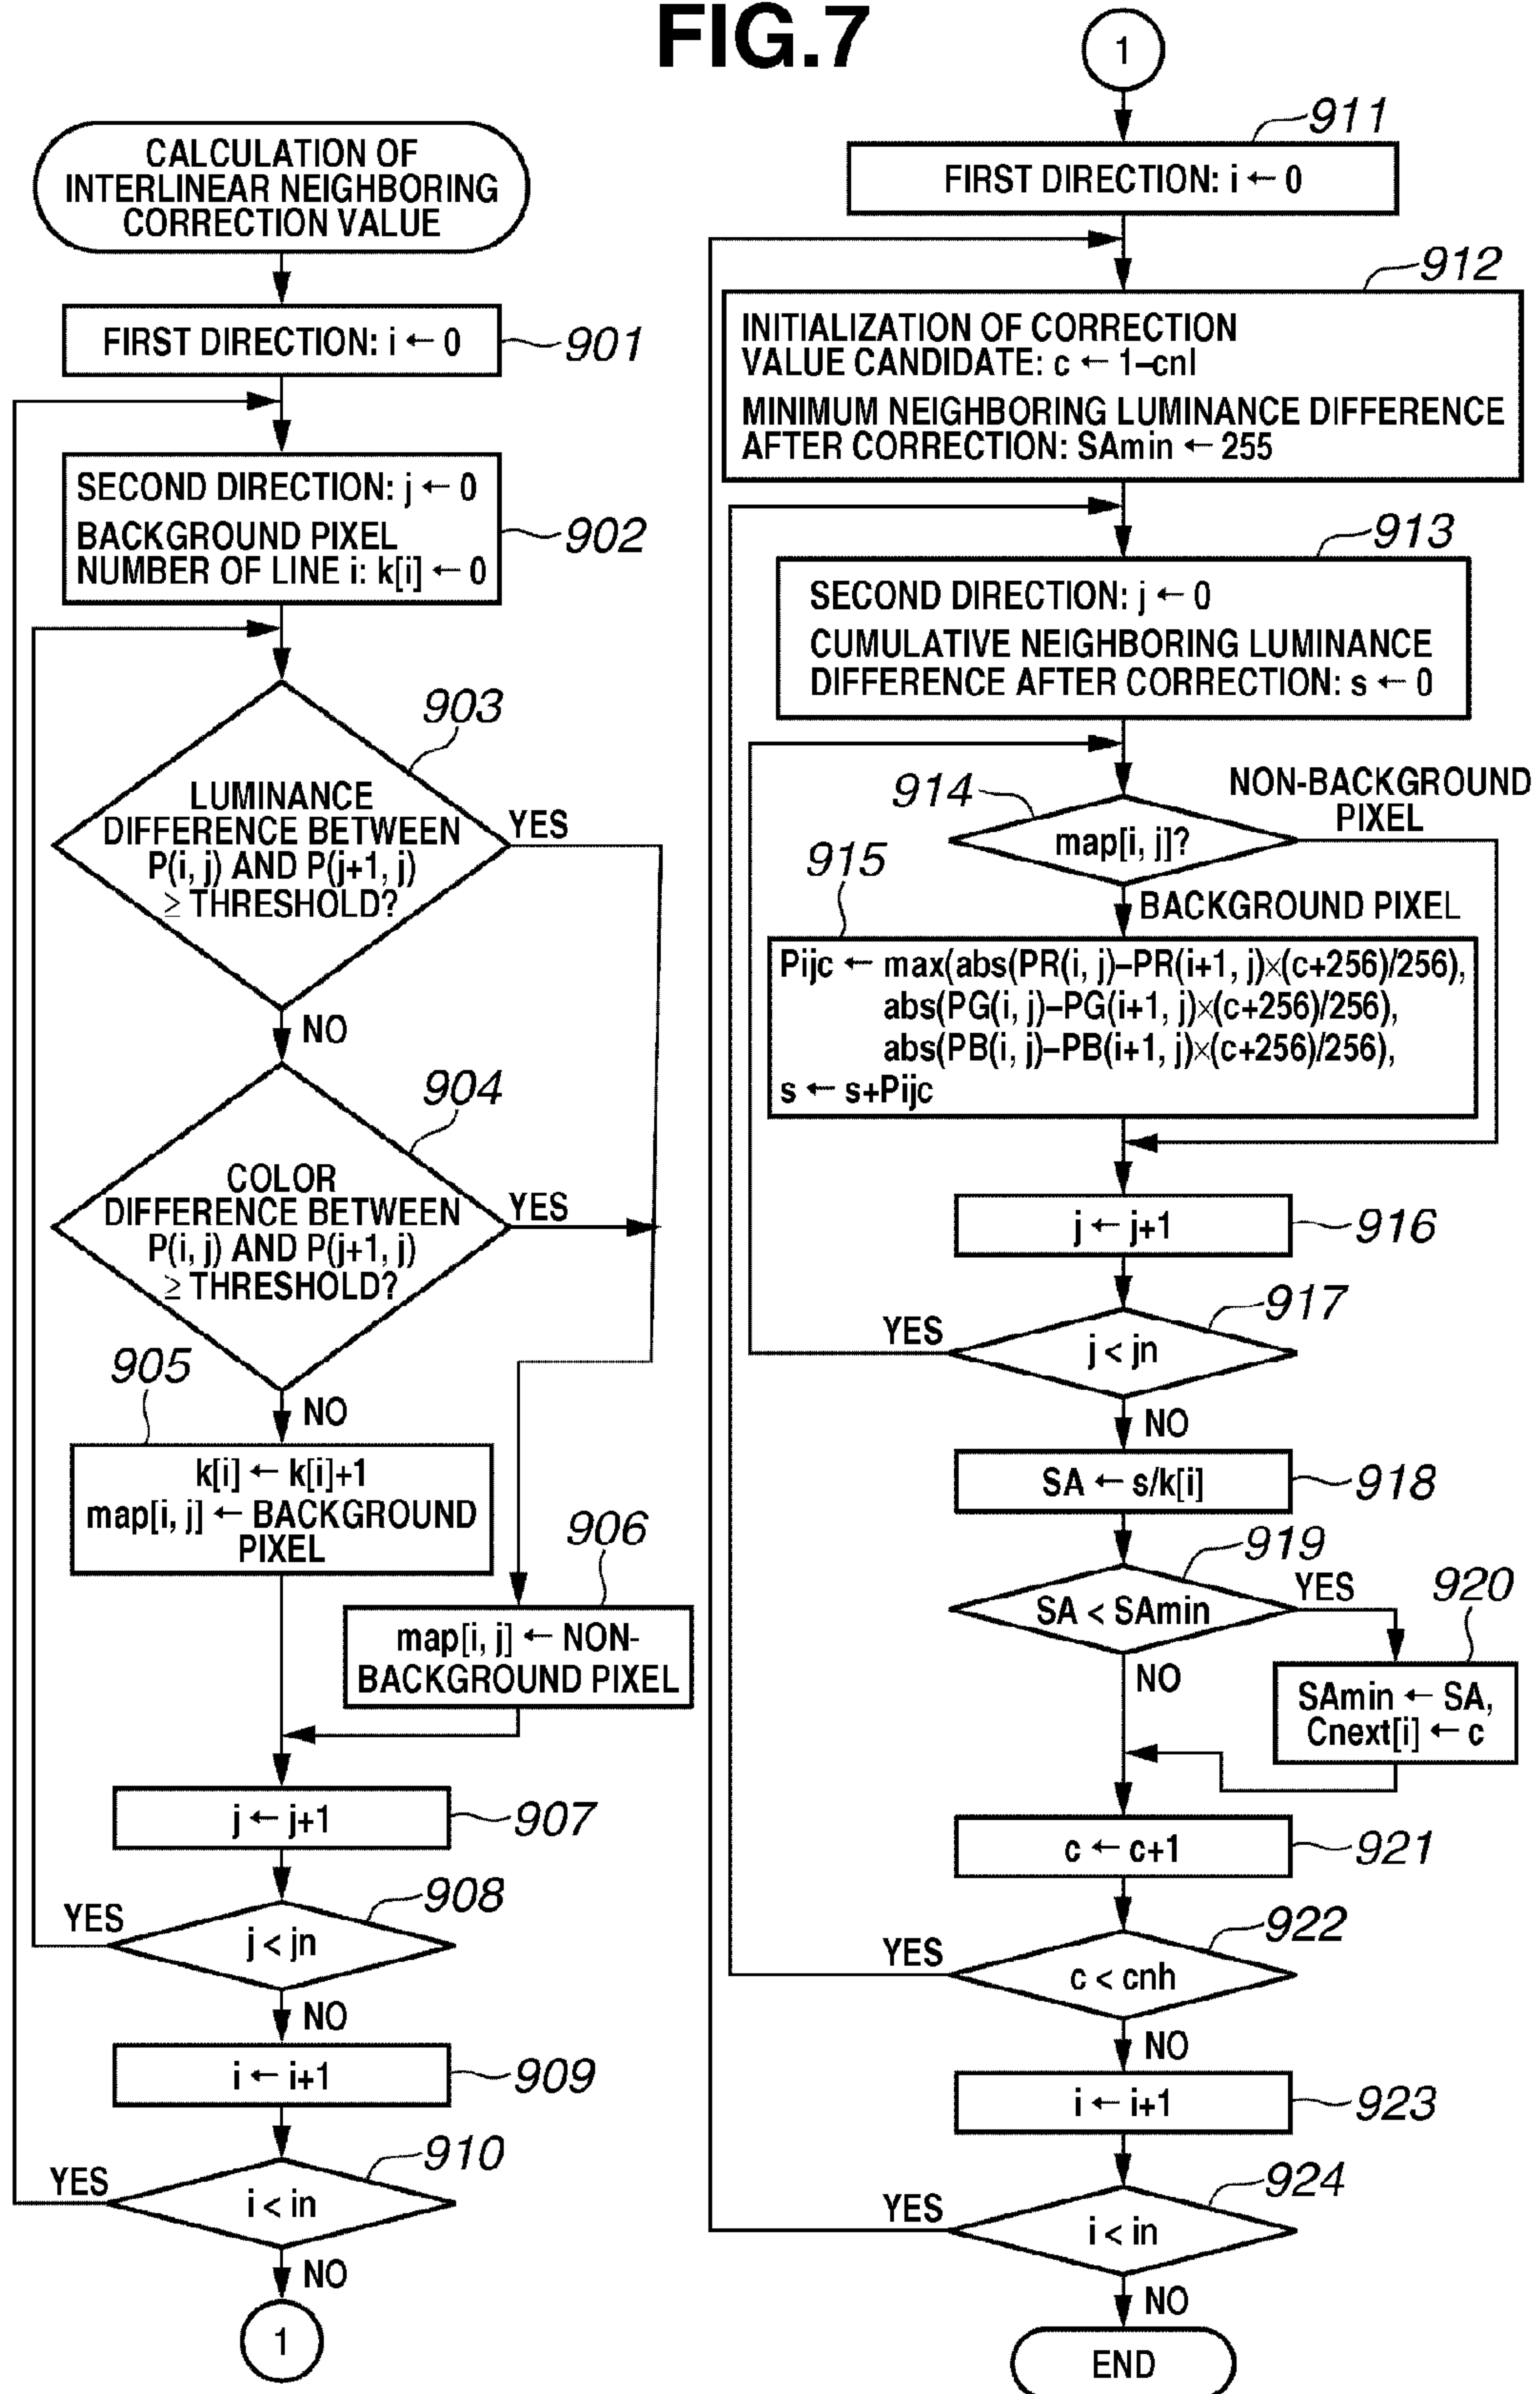 FIG.7
CALCULATION OF
INTERLINEAR NEIGHBORING
CORRECTION VALUE
FIRST DIRECTION: i ← 0
901
SECOND DIRECTION: j ← 0
BACKGROUND PIXEL
NUMBER OF LINE i: k[i] ← 0
902
903
LUMINANCE
DIFFERENCE BETWEEN
P(i, j) AND P(j+1, j)
≥ THRESHOLD?
YES
NO
904
COLOR
DIFFERENCE BETWEEN
P(i, j) AND P(j+1, j)
≥ THRESHOLD?
YES
NO
905
k[i] ← k[i]+1
map[i, j] ← BACKGROUND
PIXEL
906
map[i, j] ← NON-
BACKGROUND PIXEL
j ← j+1
907
908
j < jn
YES
NO
i ← i+1
909
910
i < in
YES
NO
1
1
911
FIRST DIRECTION: i ← 0
912
INITIALIZATION OF CORRECTION
VALUE CANDIDATE: c ← 1–cnl
MINIMUM NEIGHBORING LUMINANCE DIFFERENCE
AFTER CORRECTION: SAmin ← 255
913
SECOND DIRECTION: j ← 0
CUMULATIVE NEIGHBORING LUMINANCE
DIFFERENCE AFTER CORRECTION: s ← 0
914
map[i, j]?
NON-BACKGROUND
PIXEL
BACKGROUND PIXEL
915
Pijc ← max(abs(PR(i, j)–PR(i+1, j)×(c+256)/256),
abs(PG(i, j)–PG(i+1, j)×(c+256)/256),
abs(PB(i, j)–PB(i+1, j)×(c+256)/256),
s ← s+Pijc
j ← j+1
916
917
j < jn
YES
NO
SA ← s/k[i]
918
919
SA < SAmin
YES
NO
920
SAmin ← SA,
Cnext[i] ← c
c ← c+1
921
922
c < cnh
YES
NO
i ← i+1
923
924
i < in
YES
NO
END